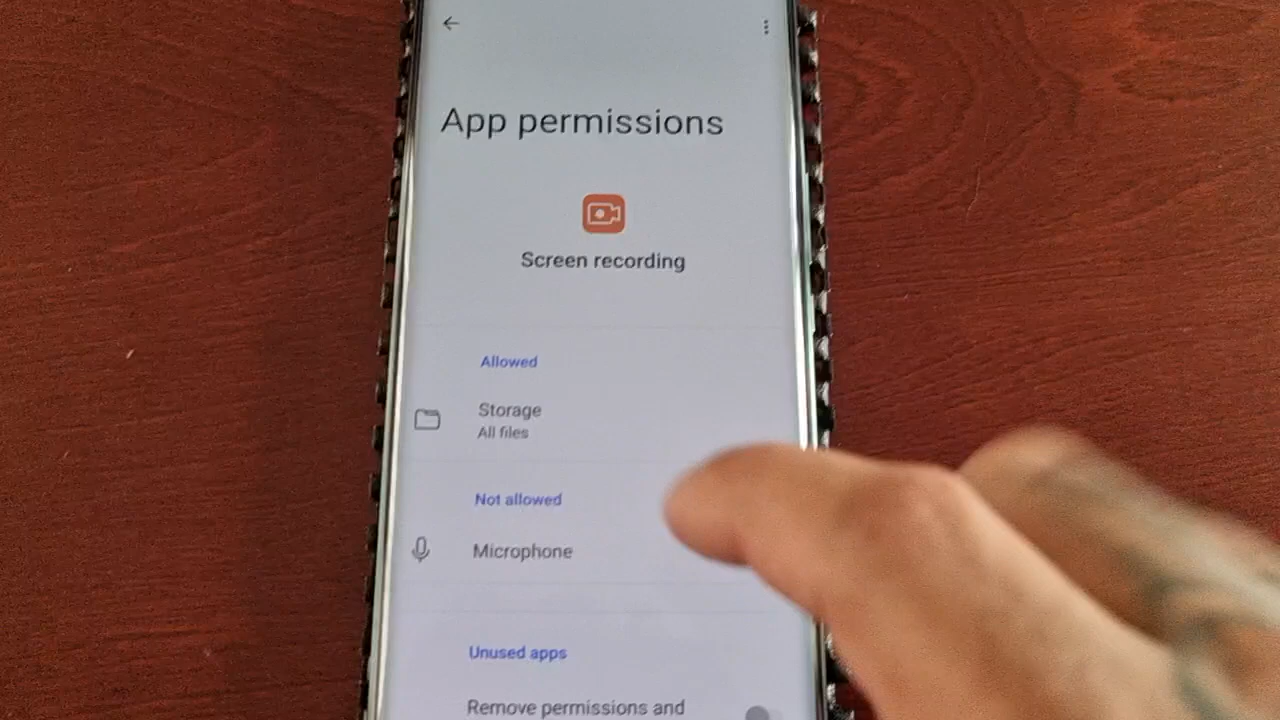 App permissions
Screen recording
Allowed
Storage
All files
Not allowed
Microphone
Unused apps
Remove permissions and